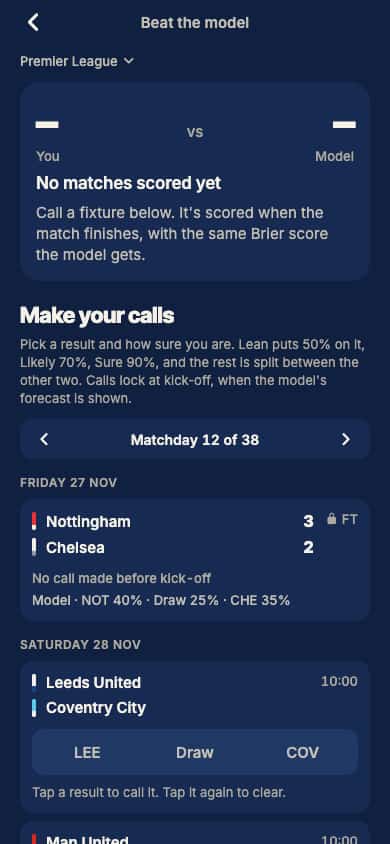 Beat the model
Premier League
– vs –
You Model
No matches scored yet
Call a fixture below. It's scored when the
match finishes, with the same Brier score
the model gets.
Make your calls
Pick a result and how sure you are. Lean puts 50% on it,
Likely 70%, Sure 90%, and the rest is split between the
other two. Calls lock at kick-off, when the model's
forecast is shown.
Matchday 12 of 38
FRIDAY 27 NOV
Nottingham 3 FT
Chelsea 2
No call made before kick-off
Model · NOT 40% · Draw 25% · CHE 35%
SATURDAY 28 NOV
Leeds United 10:00
Coventry City
LEE Draw COV
Tap a result to call it. Tap it again to clear.
Man United 10:00